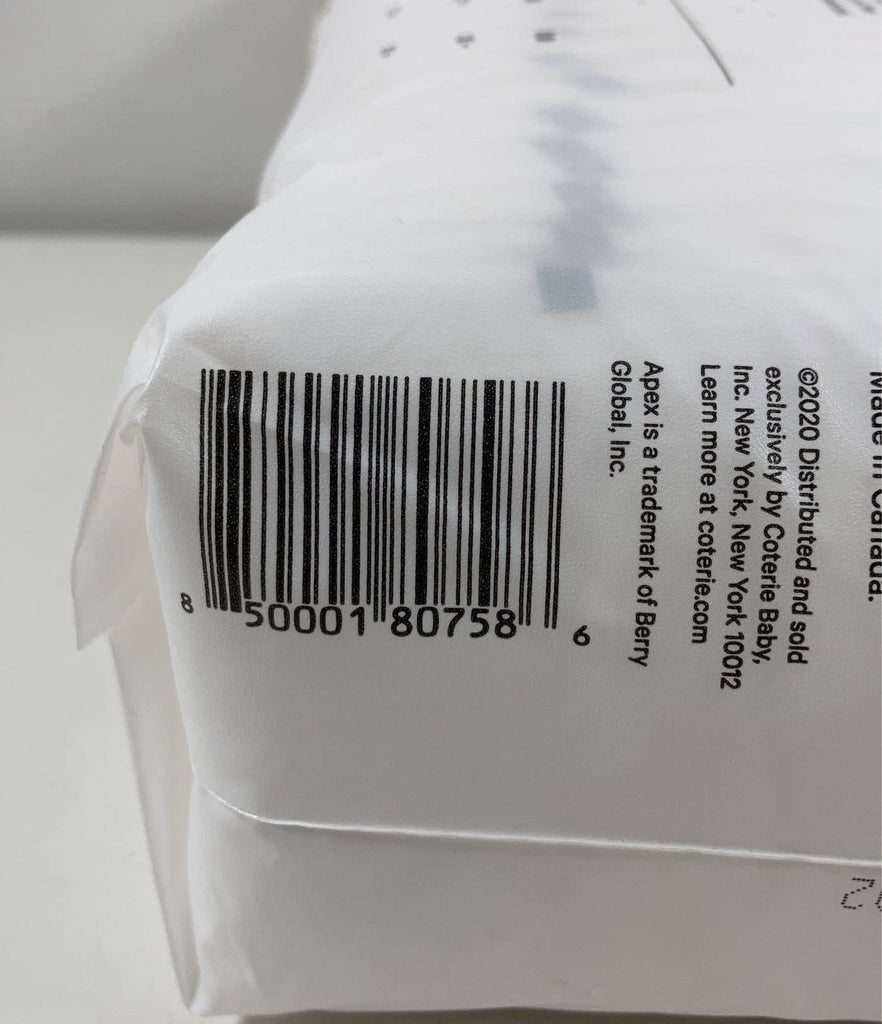 Made in Canada.
©2020 Distributed and sold
exclusively by Coterie Baby,
Inc. New York, New York 10012
Learn more at coterie.com
Apex is a trademark of Berry
Global, Inc.
8 50001 80758 6